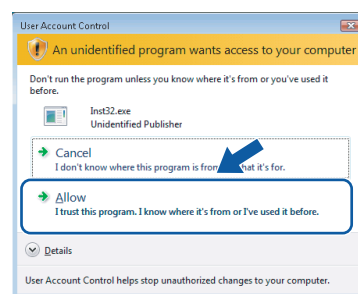 User Account Control
An unidentified program wants access to your computer
Don't run the program unless you know where it's from or you've used it
before.
Inst32.exe
Unidentified Publisher
Cancel
I don't know where this program is from hat it's for.
Allow
I trust this program. I know where it's from or I've used it before.
Details
User Account Control helps stop unauthorized changes to your computer.